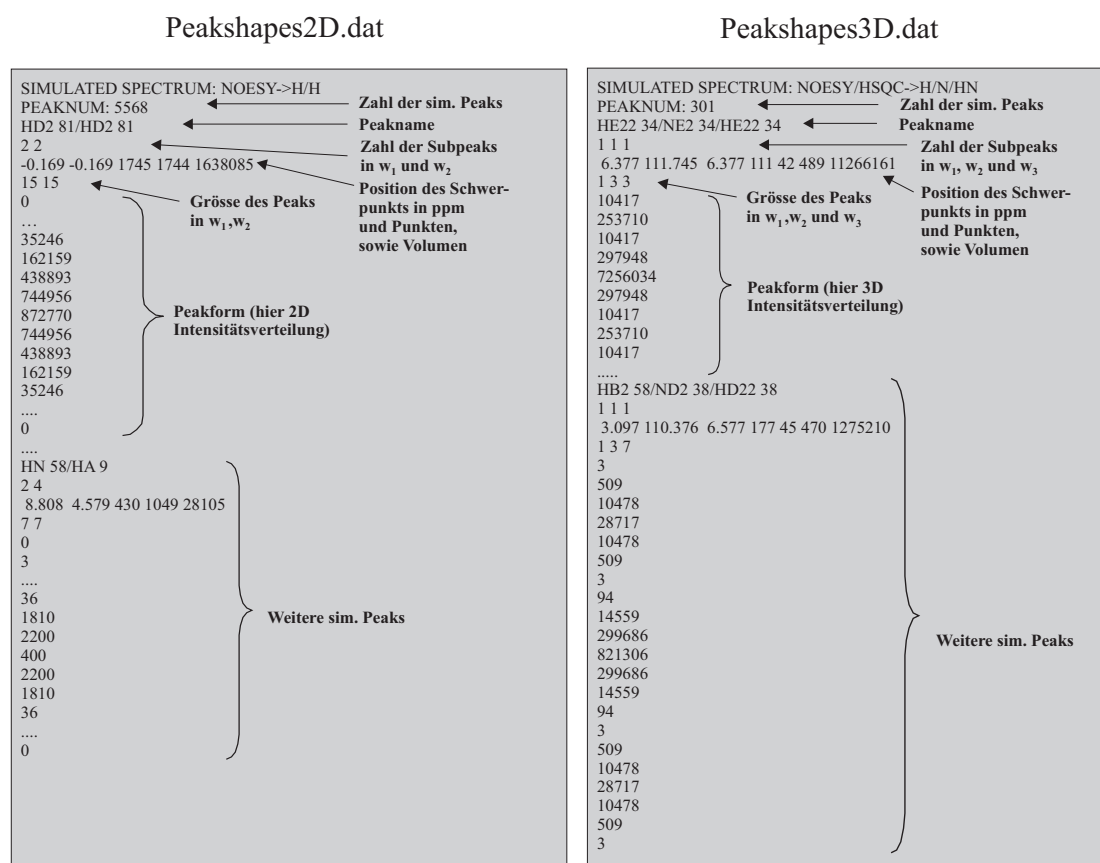 Peakshapes2D.dat
SIMULATED SPECTRUM: NOESY->H/H
PEAKNUM: 5568
Zahl der sim. Peaks
HD2 81/HD2 81
Peakname
2 2
Zahl der Subpeaks
in w1 und w2
-0.169 -0.169 1745 1744 1638085
Position des Schwer-
punkts in ppm
und Punkten,
sowie Volumen
15 15
Grösse des Peaks
in w1,w2
0
...
35246
162159
438893
744956
872770
744956
438893
162159
35246
....
0
Peakform (hier 2D
Intensitätsverteilung)
....
HN 58/HA 9
2 4
8.808 4.579 430 1049 28105
7 7
0
3
....
36
1810
2200
400
2200
1810
36
....
0
Weitere sim. Peaks
Peakshapes3D.dat
SIMULATED SPECTRUM: NOESY/HSQC->H/N/HN
PEAKNUM: 301
Zahl der sim. Peaks
HE22 34/NE2 34/HE22 34
Peakname
1 1 1
Zahl der Subpeaks
in w1, w2 und w3
6.377 111.745 6.377 111 42 489 11266161
Position des Schwer-
punkts in ppm
und Punkten,
sowie Volumen
1 3 3
Grösse des Peaks
in w1,w2 und w3
10417
253710
10417
297948
7256034
297948
10417
253710
10417
Peakform (hier 3D
Intensitätsverteilung)
.....
HB2 58/ND2 38/HD22 38
1 1 1
3.097 110.376 6.577 177 45 470 1275210
1 3 7
3
509
10478
28717
10478
509
3
94
14559
299686
821306
299686
14559
94
3
509
10478
28717
10478
509
3
Weitere sim. Peaks